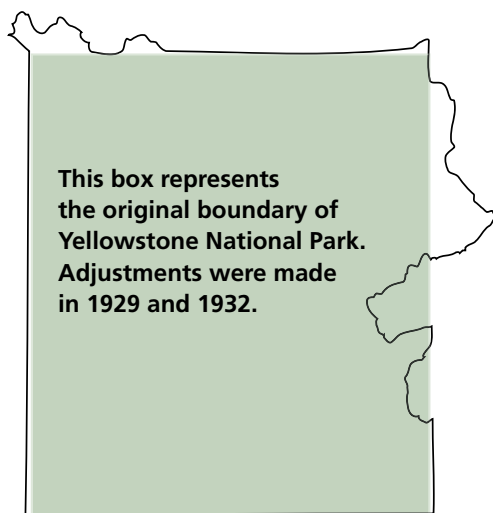 This box represents
the original boundary of
Yellowstone National Park.
Adjustments were made
in 1929 and 1932.